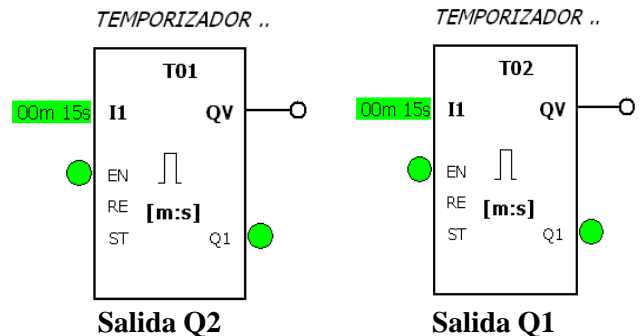 TEMPORIZADOR ..
T01
00m 15s I1 QV
EN
RE [m:s]
ST Q1
Salida Q2
TEMPORIZADOR ..
T02
00m 15s I1 QV
EN
RE [m:s]
ST Q1
Salida Q1